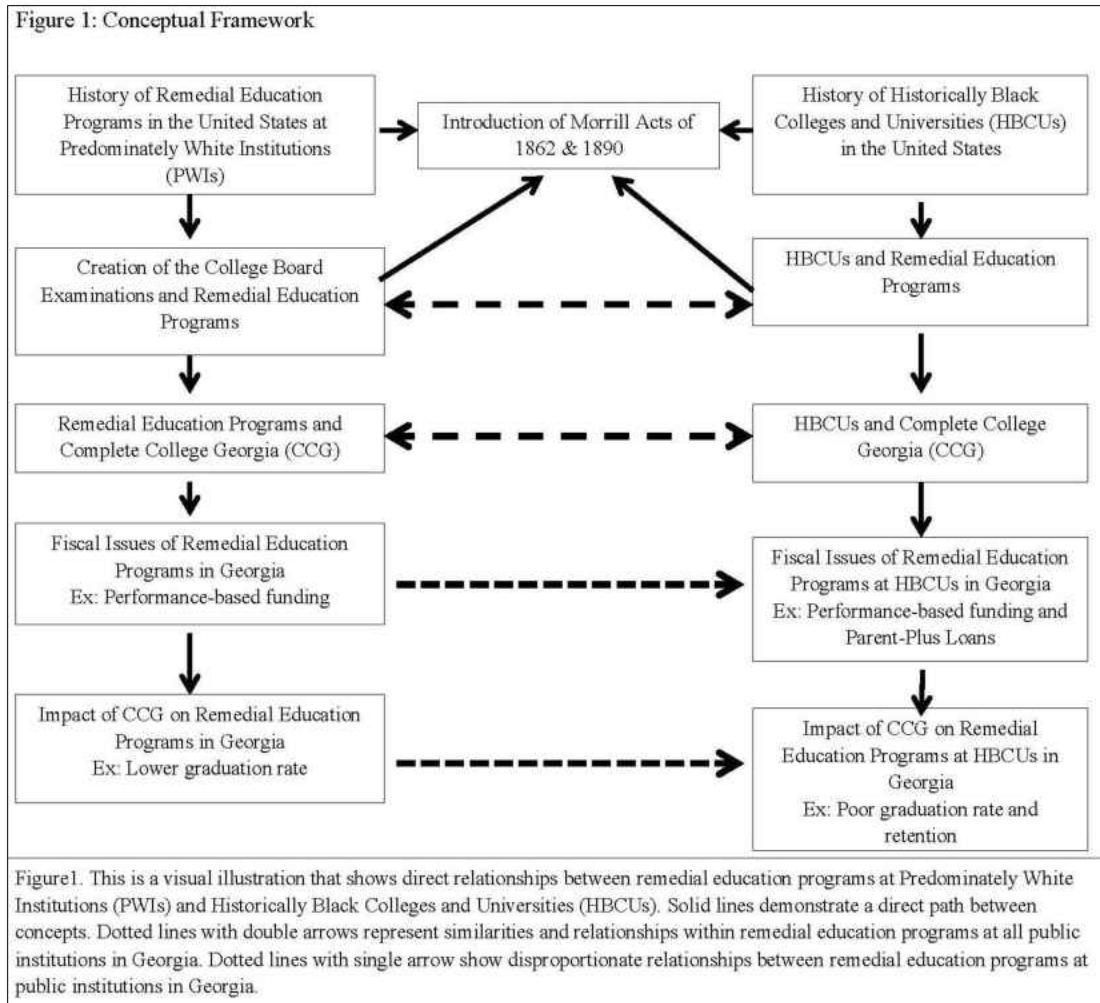 Figure 1: Conceptual Framework
History of Remedial Education
Programs in the United States at
Predominately White Institutions
(PWIs)
Introduction of Morrill Acts of
1862 & 1890
History of Historically Black
Colleges and Universities (HBCUs)
in the United States
Creation of the College Board
Examinations and Remedial Education
Programs
HBCUs and Remedial Education
Programs
Remedial Education Programs and
Complete College Georgia (CCG)
HBCUs and Complete College
Georgia (CCG)
Fiscal Issues of Remedial Education
Programs in Georgia
Ex: Performance-based funding
Fiscal Issues of Remedial Education
Programs at HBCUs in Georgia
Ex: Performance-based funding and
Parent-Plus Loans
Impact of CCG on Remedial Education
Programs in Georgia
Ex: Lower graduation rate
Impact of CCG on Remedial
Education Programs at HBCUs in
Georgia
Ex: Poor graduation rate and
retention
Figure1. This is a visual illustration that shows direct relationships between remedial education programs at Predominately White
Institutions (PWIs) and Historically Black Colleges and Universities (HBCUs). Solid lines demonstrate a direct path between
concepts. Dotted lines with double arrows represent similarities and relationships within remedial education programs at all public
institutions in Georgia. Dotted lines with single arrow show disproportionate relationships between remedial education programs at
public institutions in Georgia.